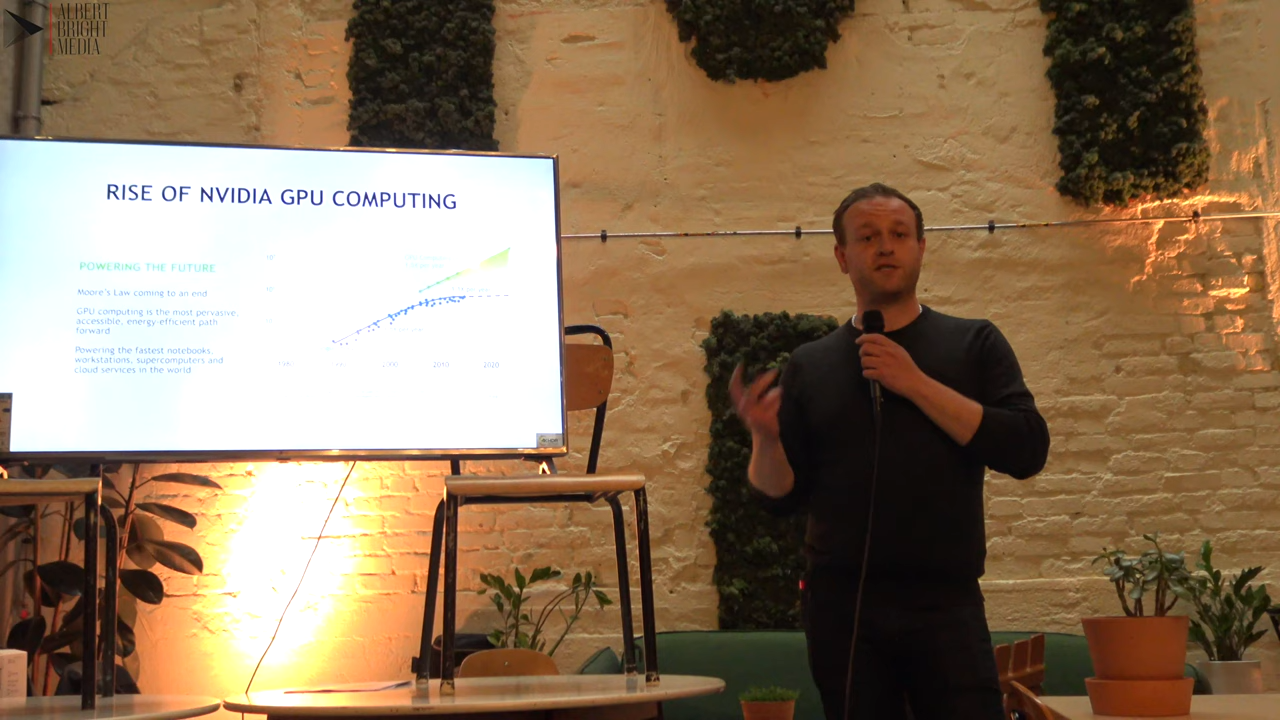 ALBERT
BRIGHT
MEDIA
RISE OF NVIDIA GPU COMPUTING
POWERING THE FUTURE
Moore's Law coming to an end
GPU computing is the most pervasive,
accessible, energy-efficient path
forward
Powering the fastest notebooks,
workstations, supercomputers and
cloud services in the world
2000
2010
2020